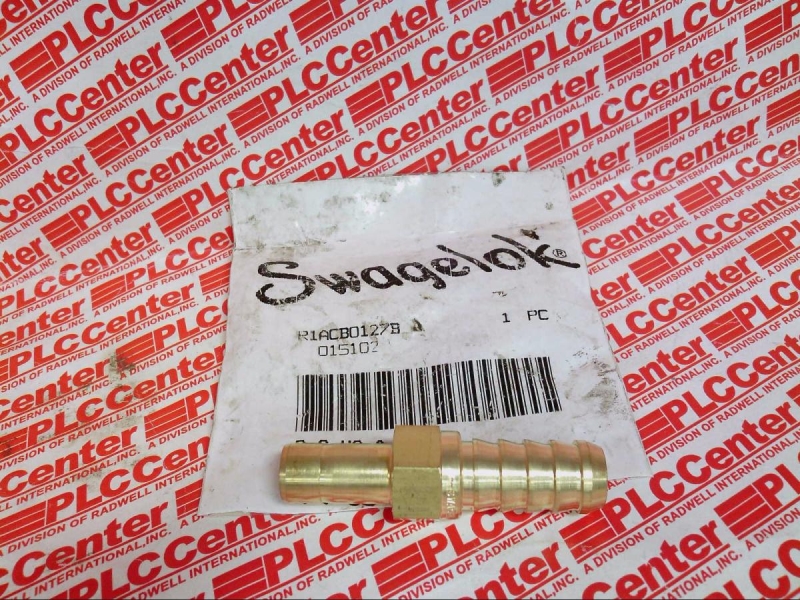 PLCCenter
A DIVISION OF RADWELL INTERNATIONAL,INC.
Swagelok®
R1ACB0127B
1 PC
015102